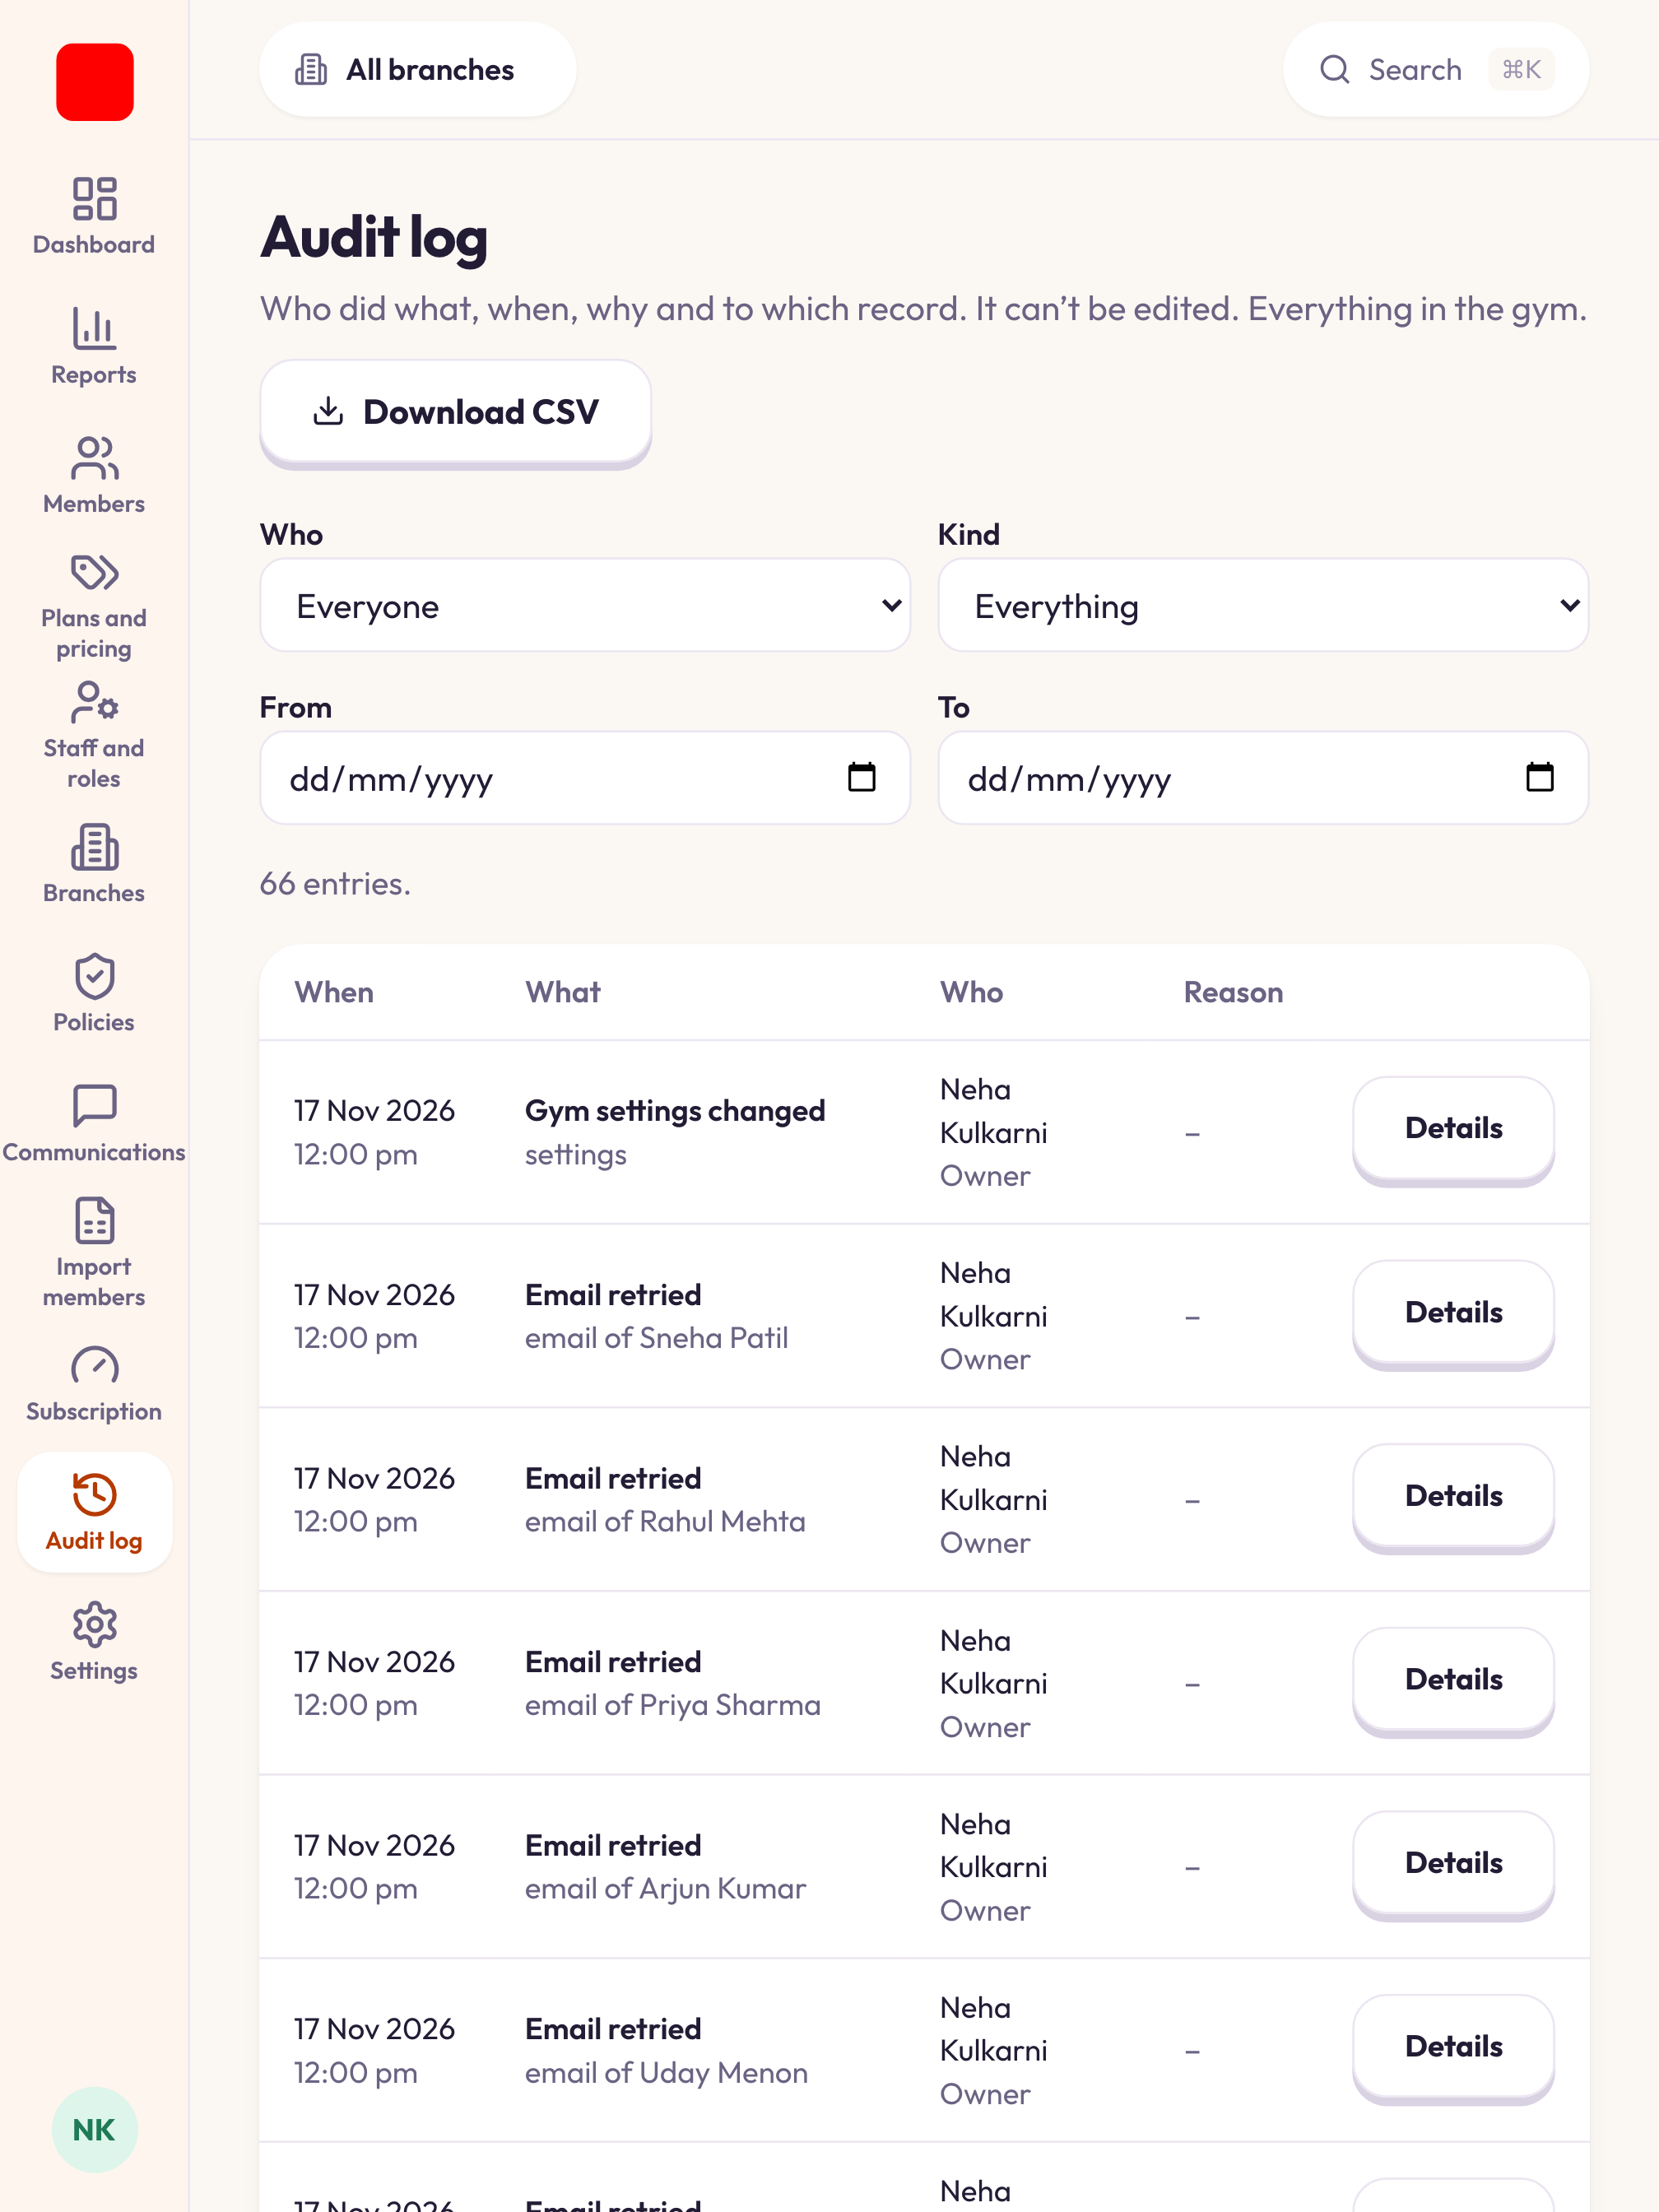 All branches
Search ⌘K
Dashboard
Reports
Members
Plans and
pricing
Staff and
roles
Branches
Policies
Communications
Import
members
Subscription
Audit log
Settings
NK
Audit log
Who did what, when, why and to which record. It can’t be edited. Everything in the gym.
Download CSV
Who
Everyone
Kind
Everything
From
dd/mm/yyyy
To
dd/mm/yyyy
66 entries.
When What Who Reason
17 Nov 2026
12:00 pm
Gym settings changed
settings
Neha
Kulkarni
Owner
–
Details
17 Nov 2026
12:00 pm
Email retried
email of Sneha Patil
Neha
Kulkarni
Owner
–
Details
17 Nov 2026
12:00 pm
Email retried
email of Rahul Mehta
Neha
Kulkarni
Owner
–
Details
17 Nov 2026
12:00 pm
Email retried
email of Priya Sharma
Neha
Kulkarni
Owner
–
Details
17 Nov 2026
12:00 pm
Email retried
email of Arjun Kumar
Neha
Kulkarni
Owner
–
Details
17 Nov 2026
12:00 pm
Email retried
email of Uday Menon
Neha
Kulkarni
Owner
–
Details
17 Nov 2026
Email retried
Neha